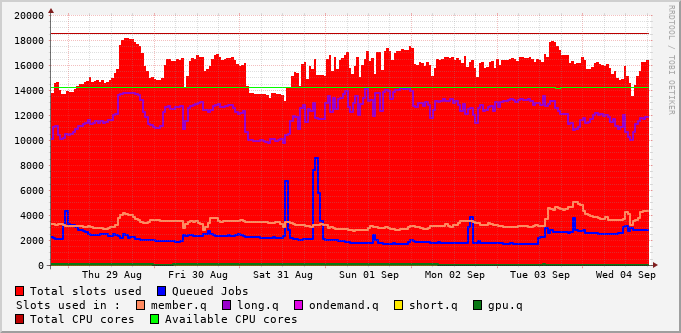 20000
18000
16000
14000
12000
10000
8000
6000
4000
2000
0
Thu 29 Aug Fri 30 Aug Sat 31 Aug Sun 01 Sep Mon 02 Sep Tue 03 Sep Wed 04 Sep
Total slots used Queued Jobs
Slots used in : member.q long.q ondemand.q short.q gpu.q
Total CPU cores Available CPU cores
RRDTOOL / TOBI OETIKER